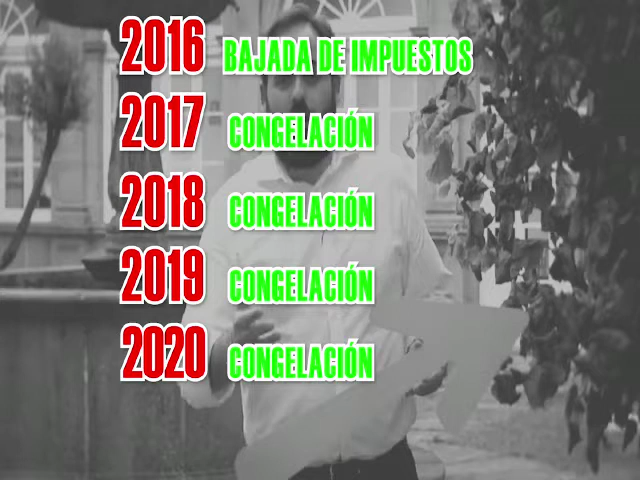 2016 BAJADA DE IMPUESTOS
2017 CONGELACIÓN
2018 CONGELACIÓN
2019 CONGELACIÓN
2020 CONGELACIÓN